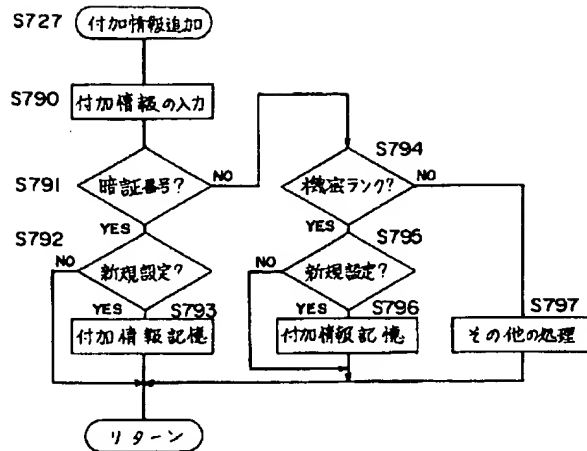 S727 付加情報追加
S790 付加情報の入力
S794
S791 暗証番号? NO 機密ランク? NO
YES YES
S792 S795
NO 新規設定? NO 新規設定?
YES S793 YES S796 S797
付加情報記憶 付加情報記憶 その他の処理
リターン